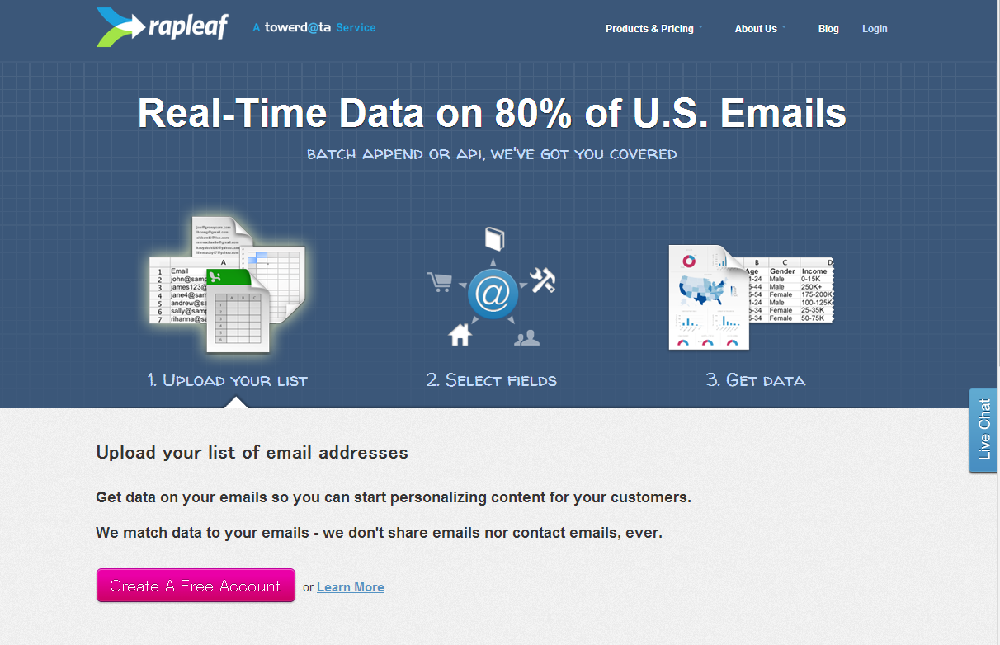 rapleaf
A towerd@ta Service
Products & Pricing
About Us
Blog
Login
Real-Time Data on 80% of U.S. Emails
BATCH APPEND OR API, WE'VE GOT YOU COVERED
A
1 Email
2 john@samp
3 james123@
4 jane4@sam
5 andrew@sa
6 sally@samp
7 rihanna@sa
@
B C D
Age Gender Income
1-24 Male 0-15K
5-44 Male 250K+
5-54 Female 175-200K
1-24 Male 100-125K
5-34 Female 25-35K
5-34 Female 50-75K
1. Upload your list
2. Select fields
3. Get data
Live Chat
Upload your list of email addresses
Get data on your emails so you can start personalizing content for your customers.
We match data to your emails - we don't share emails nor contact emails, ever.
Create A Free Account
or Learn More